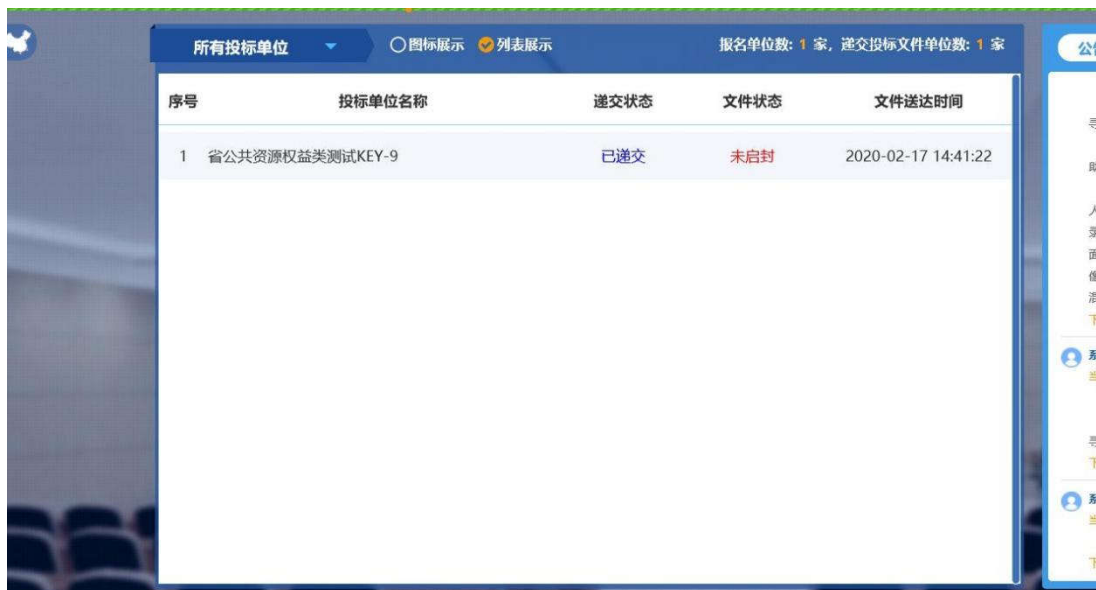 所有投标单位
图标展示 列表展示
报名单位数: 1 家, 递交投标文件单位数: 1 家
序号 投标单位名称 递交状态 文件状态 文件送达时间
1 省公共资源权益类测试KEY-9 已递交 未启封 2020-02-17 14:41:22